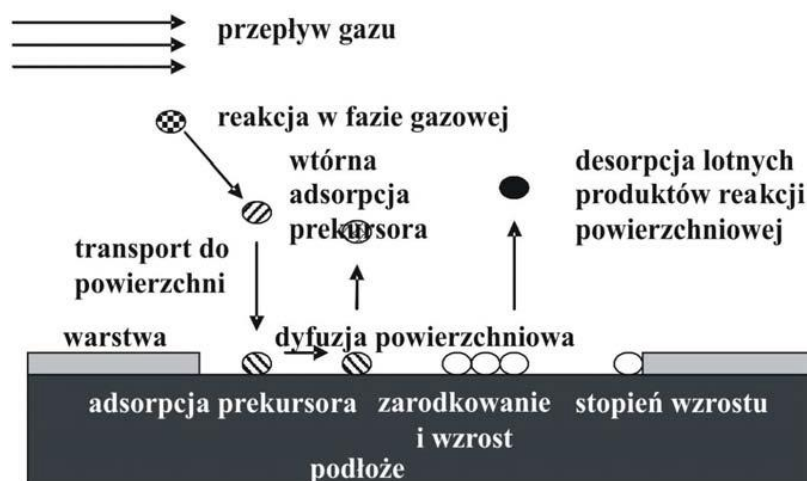 przepływ gazu
reakcja w fazie gazowej
wtórna
adsorpcja
prekursora
desorpcja lotnych
produktów reakcji
powierzchniowej
transport do
powierzchni
warstwa
dyfuzja powierzchniowa
adsorpcja prekursora
zarodkowanie
i wzrost
stopień wzrostu
podłoże